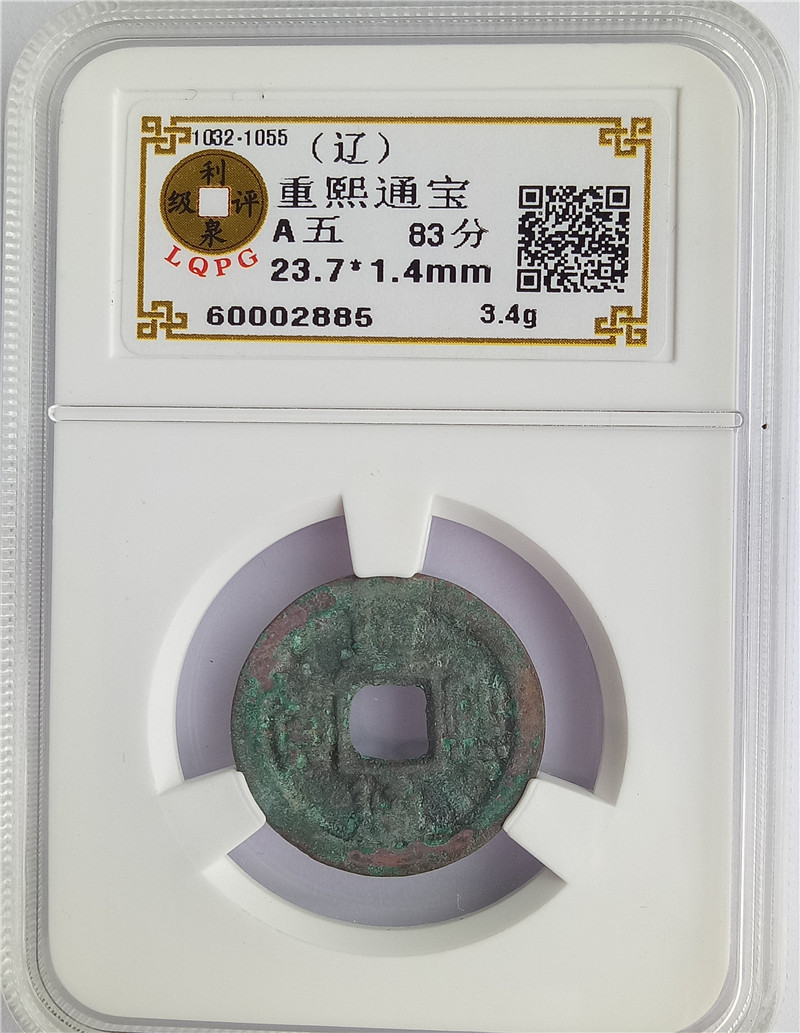 1032-1055 (辽)
利泉评级
LQPG
重熙通宝
A五 83分
23.7*1.4mm
60002885 3.4g